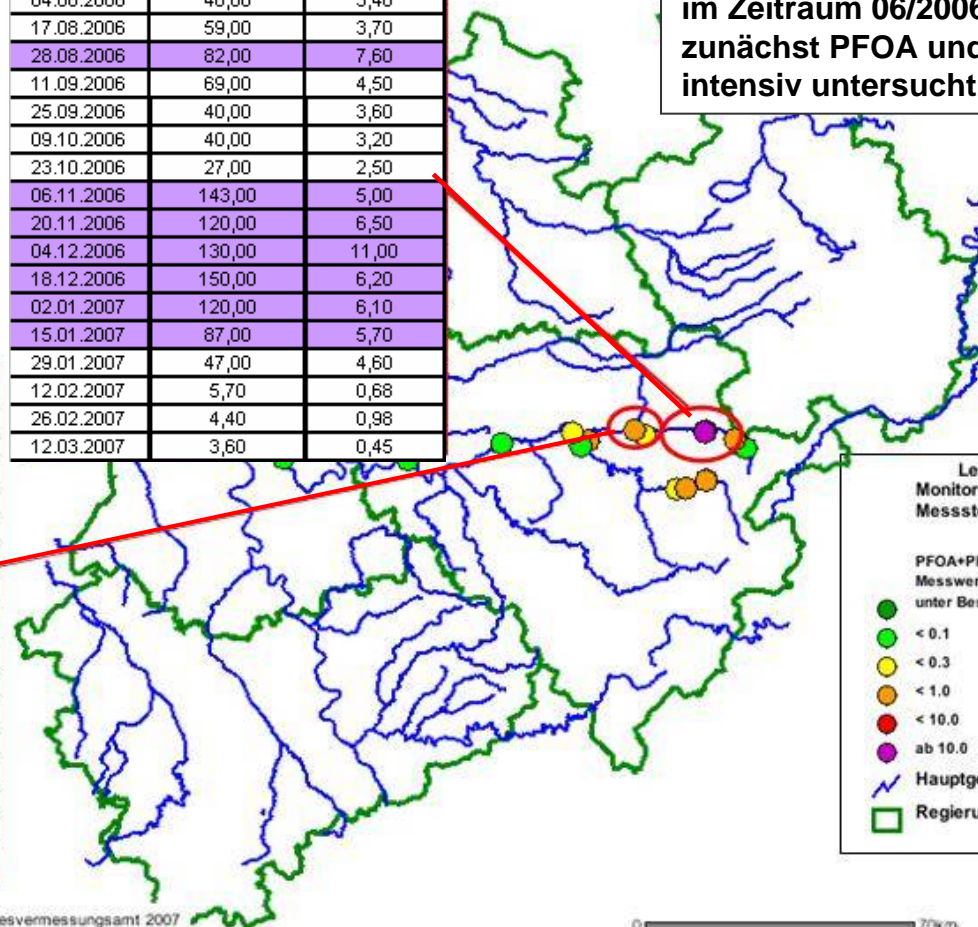 17.08.2006 59,00 3,70
28.08.2006 82,00 7,60
11.09.2006 69,00 4,50
25.09.2006 40,00 3,60
09.10.2006 40,00 3,20
23.10.2006 27,00 2,50
06.11.2006 143,00 5,00
20.11.2006 120,00 6,50
04.12.2006 130,00 11,00
18.12.2006 150,00 6,20
02.01.2007 120,00 6,10
15.01.2007 87,00 5,70
29.01.2007 47,00 4,60
12.02.2007 5,70 0,68
26.02.2007 4,40 0,98
12.03.2007 3,60 0,45
im Zeitraum 06/2006
zunächst PFOA und
intensiv untersucht
Le
Monitor
Messst
PFOA+P
Messwer
unter Be
< 0.1
< 0.3
< 1.0
< 10.0
ab 10.0
Hauptg
Regieru
esvermessungsamt 2007
0 70km